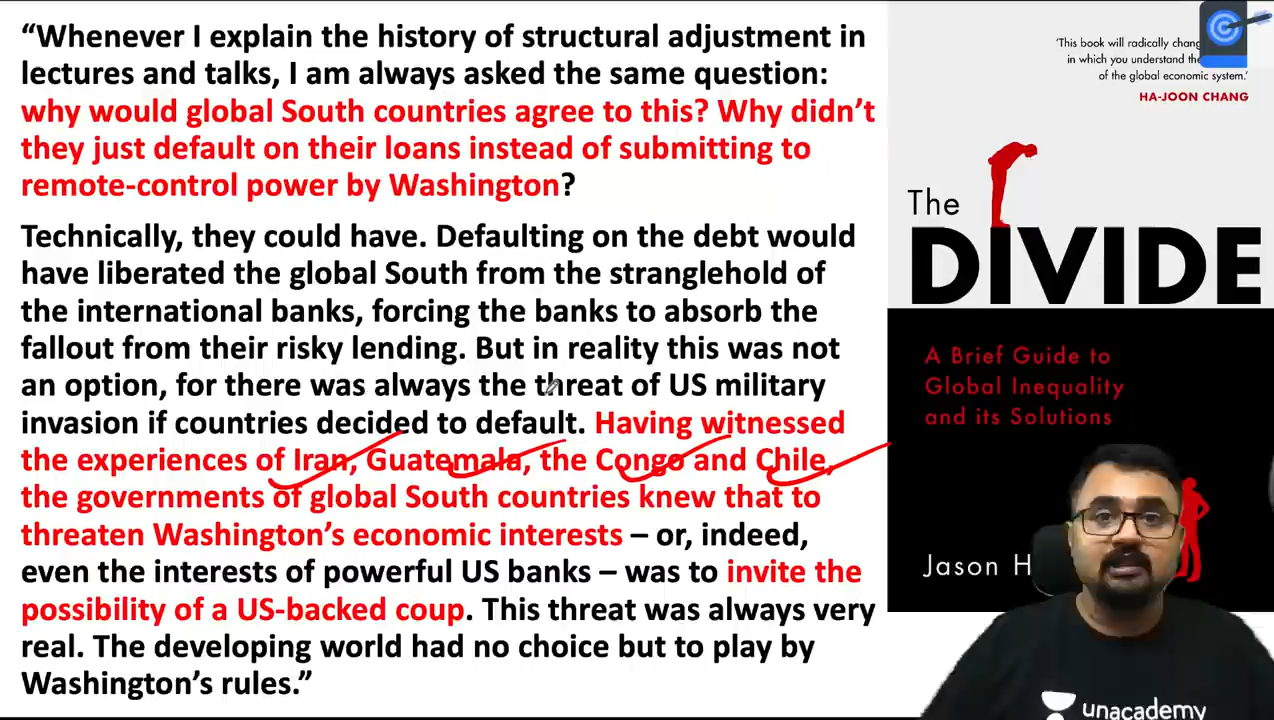 “Whenever I explain the history of structural adjustment in
lectures and talks, I am always asked the same question:
why would global South countries agree to this? Why didn’t
they just default on their loans instead of submitting to
remote-control power by Washington?
Technically, they could have. Defaulting on the debt would
have liberated the global South from the stranglehold of
the international banks, forcing the banks to absorb the
fallout from their risky lending. But in reality this was not
an option, for there was always the threat of US military
invasion if countries decided to default. Having witnessed
the experiences of Iran, Guatemala, the Congo and Chile,
the governments of global South countries knew that to
threaten Washington’s economic interests – or, indeed,
even the interests of powerful US banks – was to invite the
possibility of a US-backed coup. This threat was always very
real. The developing world had no choice but to play by
Washington’s rules.”
‘This book will radically chang
in which you understand the
of the global economic system.’
HA-JOON CHANG
The
DIVIDE
A Brief Guide to
Global Inequality
and its Solutions
Jason H
unacademy